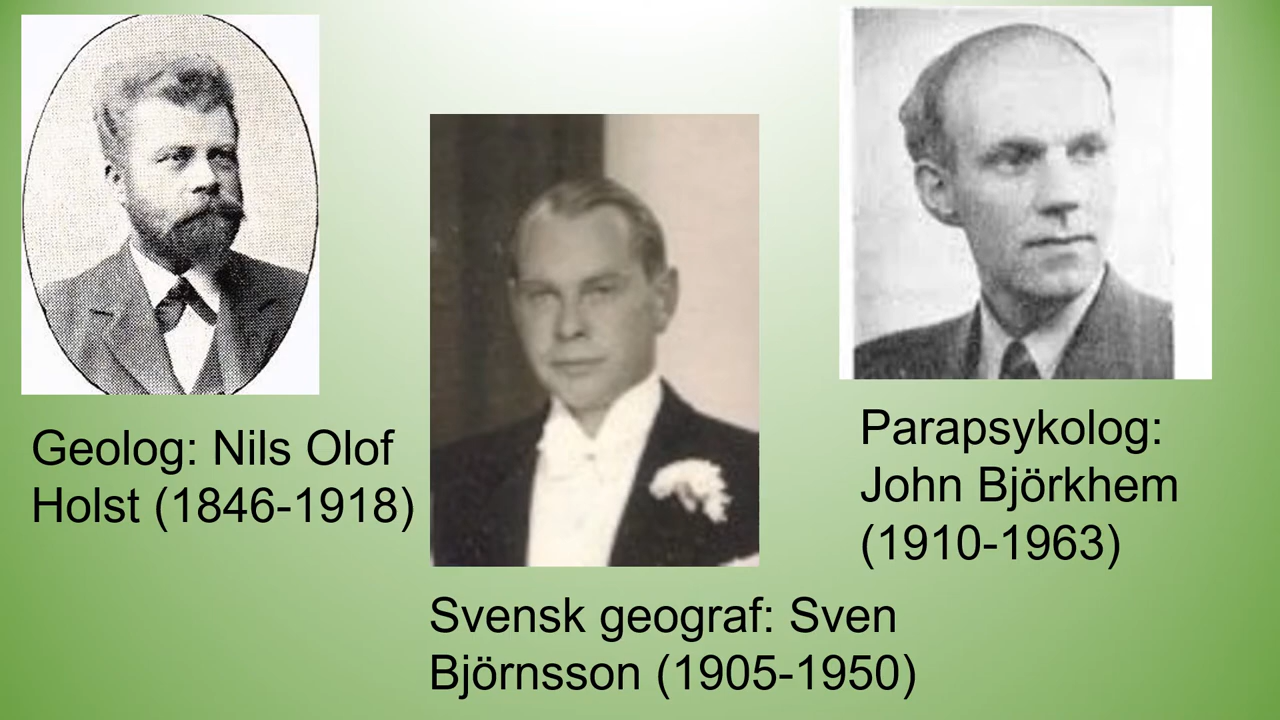 Geolog: Nils Olof
Holst (1846-1918)
Svensk geograf: Sven
Björnsson (1905-1950)
Parapsykolog:
John Björkhem
(1910-1963)